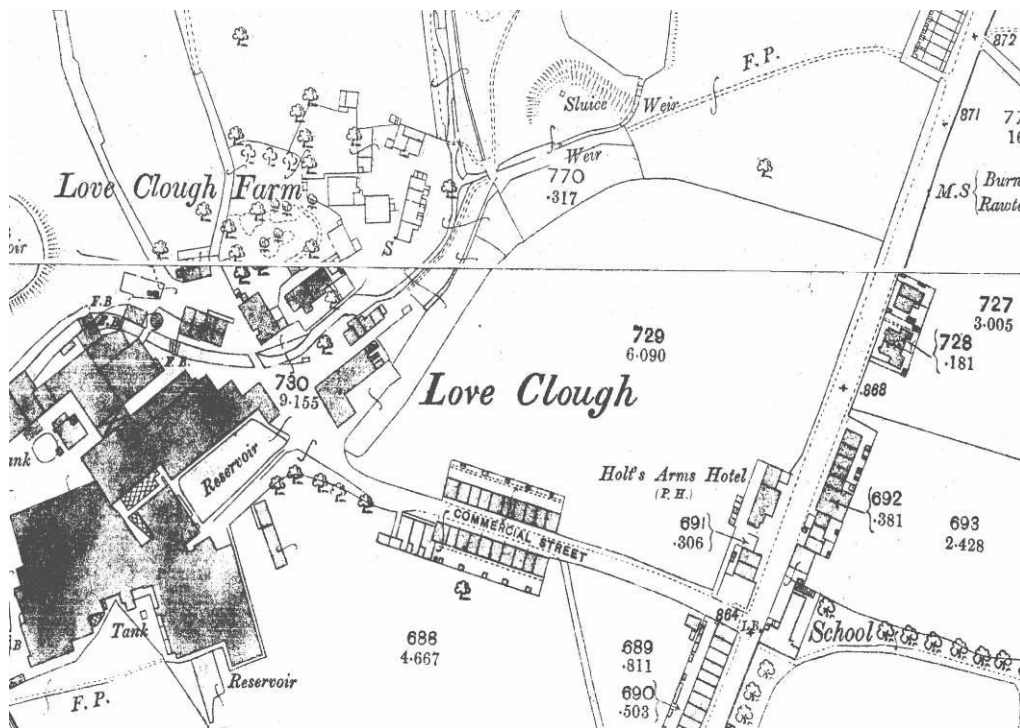 872
F. P.
Sluice
Weir
871
Weir
770
·317
Love Clough Farm
M.S
Burn
Rawte
S
F.B
727
3·005
729
6·090
728
·181
730
9·155
Love Clough
·868
Reservoir
Holt's Arms Hotel
(P. H.)
COMMERCIAL STREET
691
·306
692
·381
693
2·428
864
L.B
Tank
School
688
4·667
689
·811
690
·503
Reservoir
F. P.